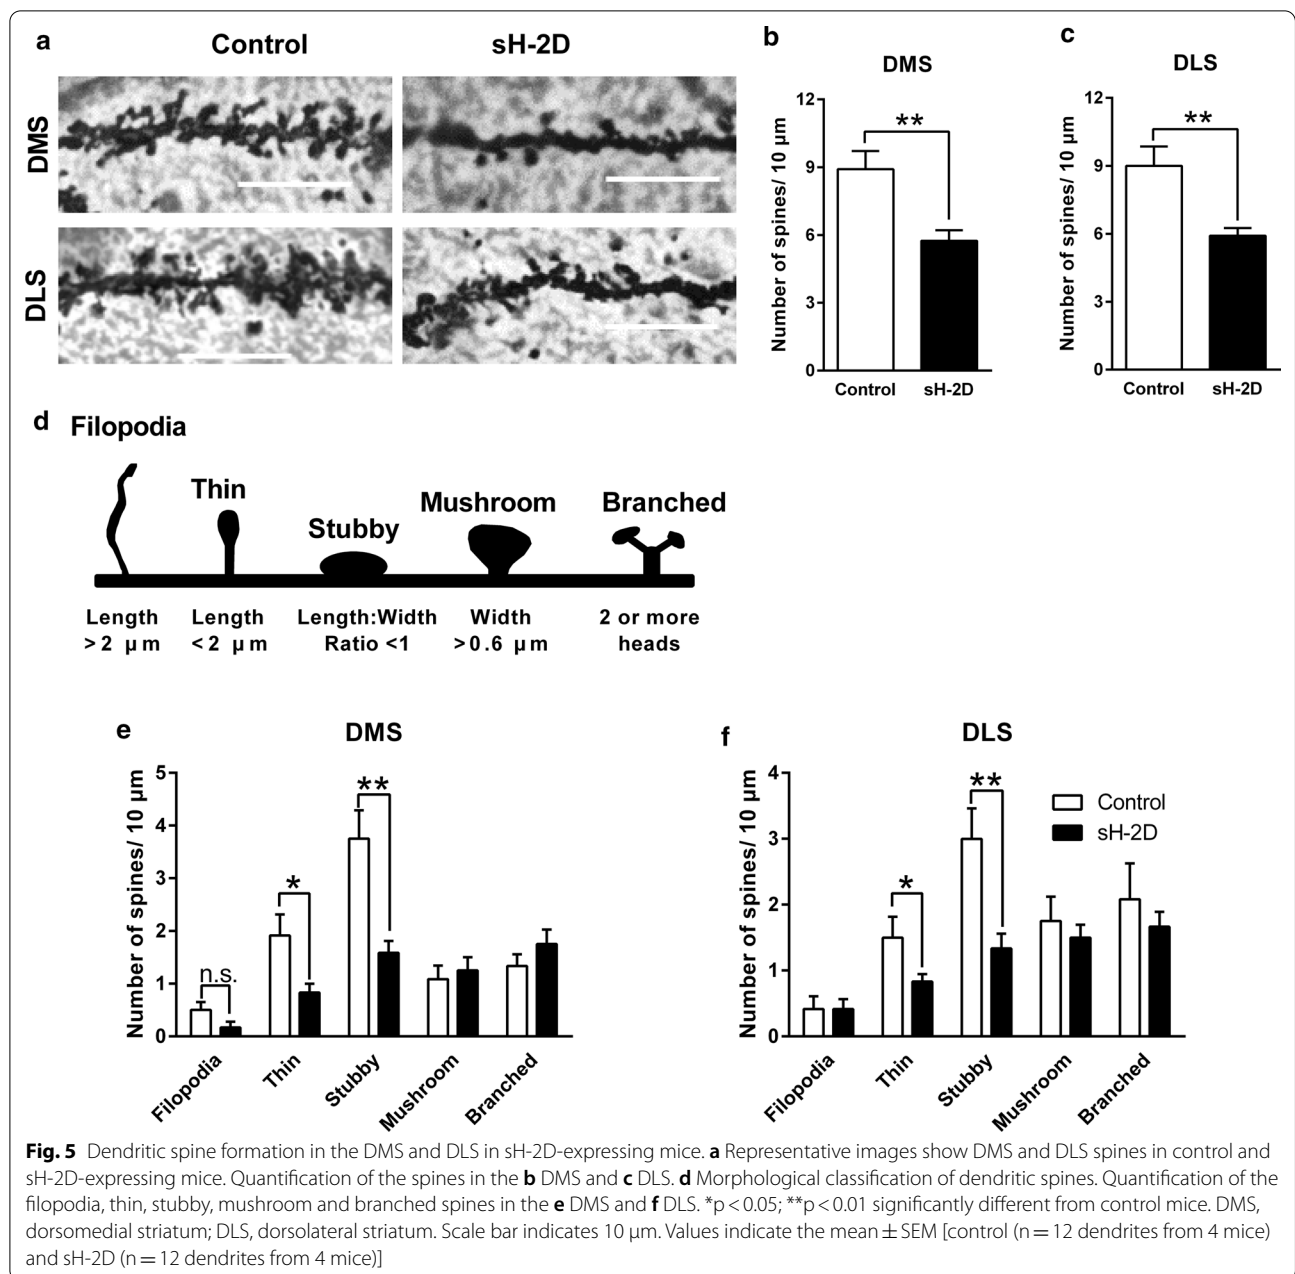 a
Control
sH-2D
DMS
DLS
b
DMS
Number of spines/ 10 µm
12
9
6
3
0
**
Control
sH-2D
c
DLS
Number of spines/ 10 µm
12
9
6
3
0
**
Control
sH-2D
d
Filopodia
Thin
Stubby
Mushroom
Branched
Length
>2 µm
Length
<2 µm
Length:Width
Ratio <1
Width
>0.6 µm
2 or more
heads
e
DMS
Number of spines/ 10 µm
5
4
3
2
1
0
n.s.
*
**
Filopodia
Thin
Stubby
Mushroom
Branched
f
DLS
Number of spines/ 10 µm
4
3
2
1
0
*
**
Control
sH-2D
Filopodia
Thin
Stubby
Mushroom
Branched
Fig. 5 Dendritic spine formation in the DMS and DLS in sH-2D-expressing mice. a Representative images show DMS and DLS spines in control and
sH-2D-expressing mice. Quantification of the spines in the b DMS and c DLS. d Morphological classification of dendritic spines. Quantification of the
filopodia, thin, stubby, mushroom and branched spines in the e DMS and f DLS. *p < 0.05; **p < 0.01 significantly different from control mice. DMS,
dorsomedial striatum; DLS, dorsolateral striatum. Scale bar indicates 10 µm. Values indicate the mean ± SEM [control (n = 12 dendrites from 4 mice)
and sH-2D (n = 12 dendrites from 4 mice)]